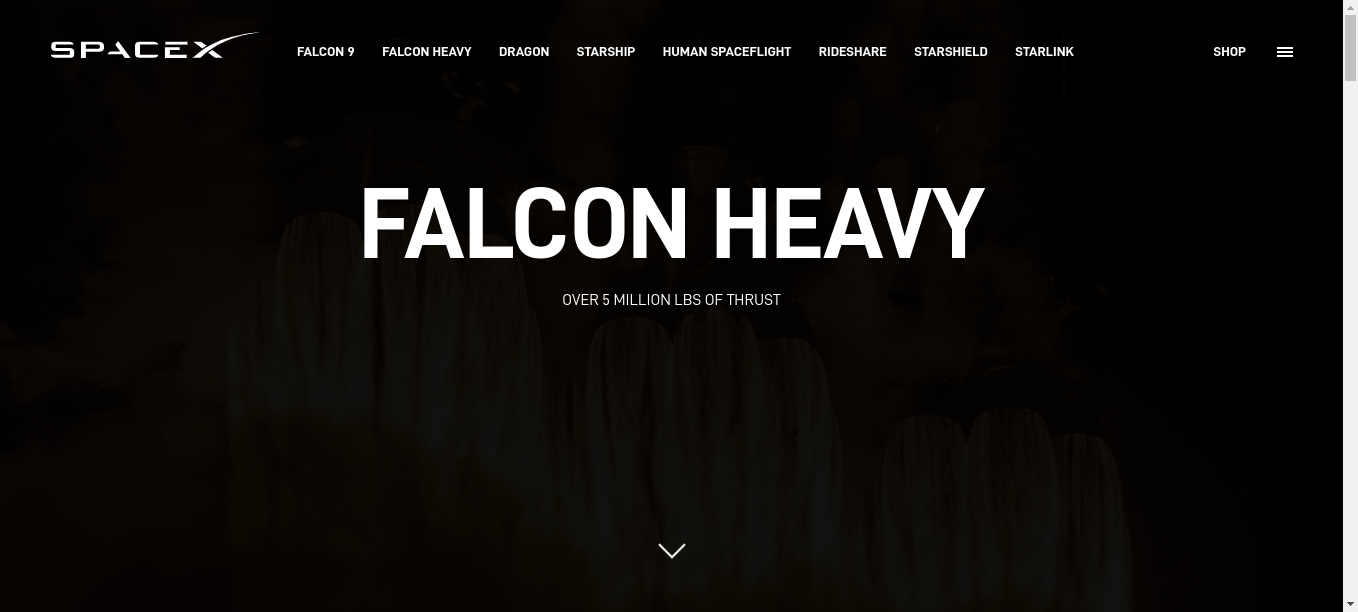 SPACEX FALCON 9 FALCON HEAVY DRAGON STARSHIP HUMAN SPACEFLIGHT RIDESHARE STARSHIELD STARLINK SHOP
FALCON HEAVY
OVER 5 MILLION LBS OF THRUST